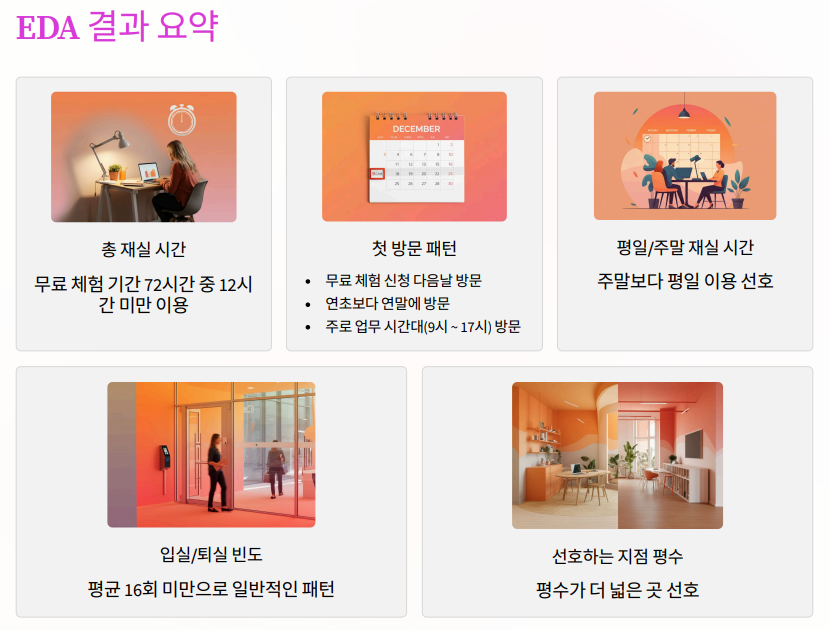 EDA 결과 요약
DECEMBER
총 재실 시간
무료 체험 기간 72시간 중 12시
간 미만 이용
첫 방문 패턴
• 무료 체험 신청 다음날 방문
• 연초보다 연말에 방문
• 주로 업무 시간대(9시 ~ 17시) 방문
평일/주말 재실 시간
주말보다 평일 이용 선호
입실/퇴실 빈도
평균 16회 미만으로 일반적인 패턴
선호하는 지점 평수
평수가 더 넓은 곳 선호